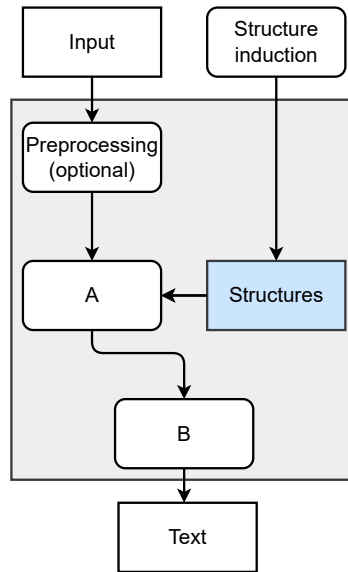 Input
Structure
induction
Preprocessing
(optional)
A
Structures
B
Text